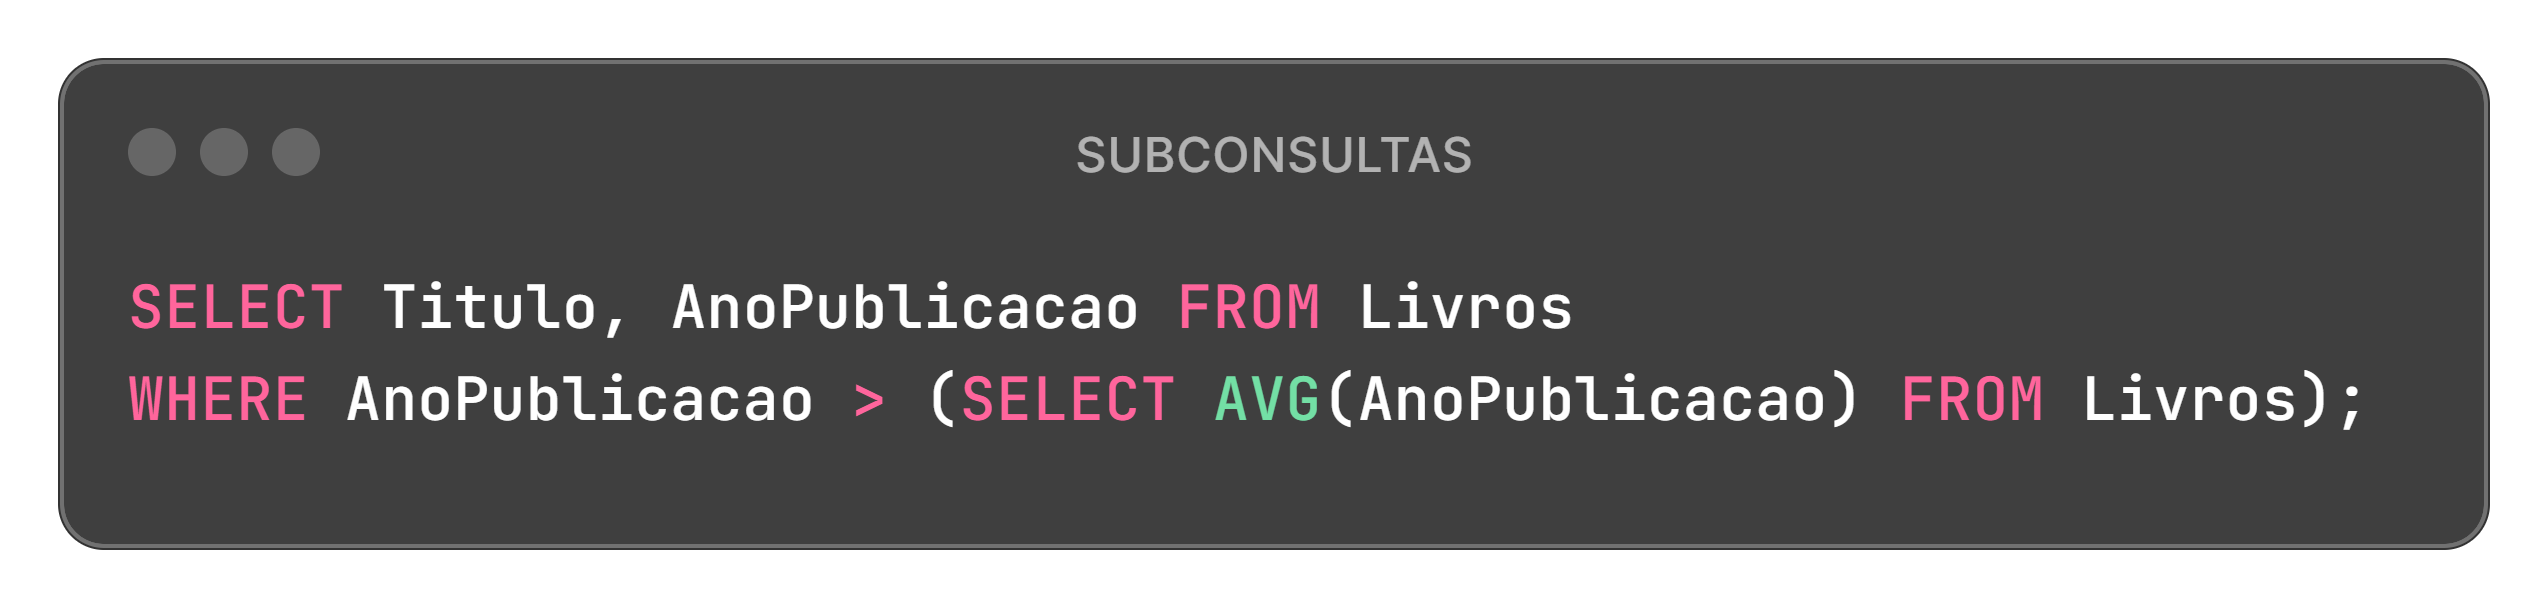 SUBCONSULTAS
SELECT Titulo, AnoPublicacao FROM Livros
WHERE AnoPublicacao > (SELECT AVG(AnoPublicacao) FROM Livros);